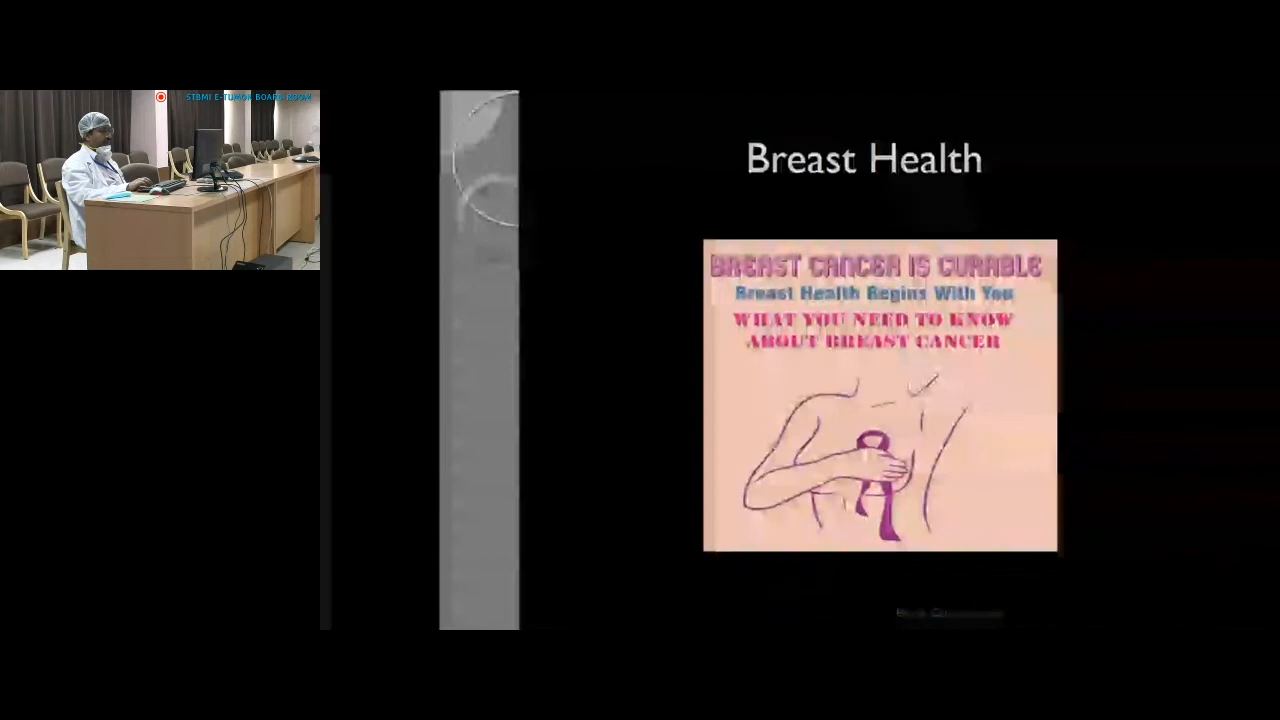 STBMI E-TUMOR BOARD ROOM
Breast Health
BREAST CANCER IS CURABLE
Breast Health Begins With You
WHAT YOU NEED TO KNOW
ABOUT BREAST CANCER